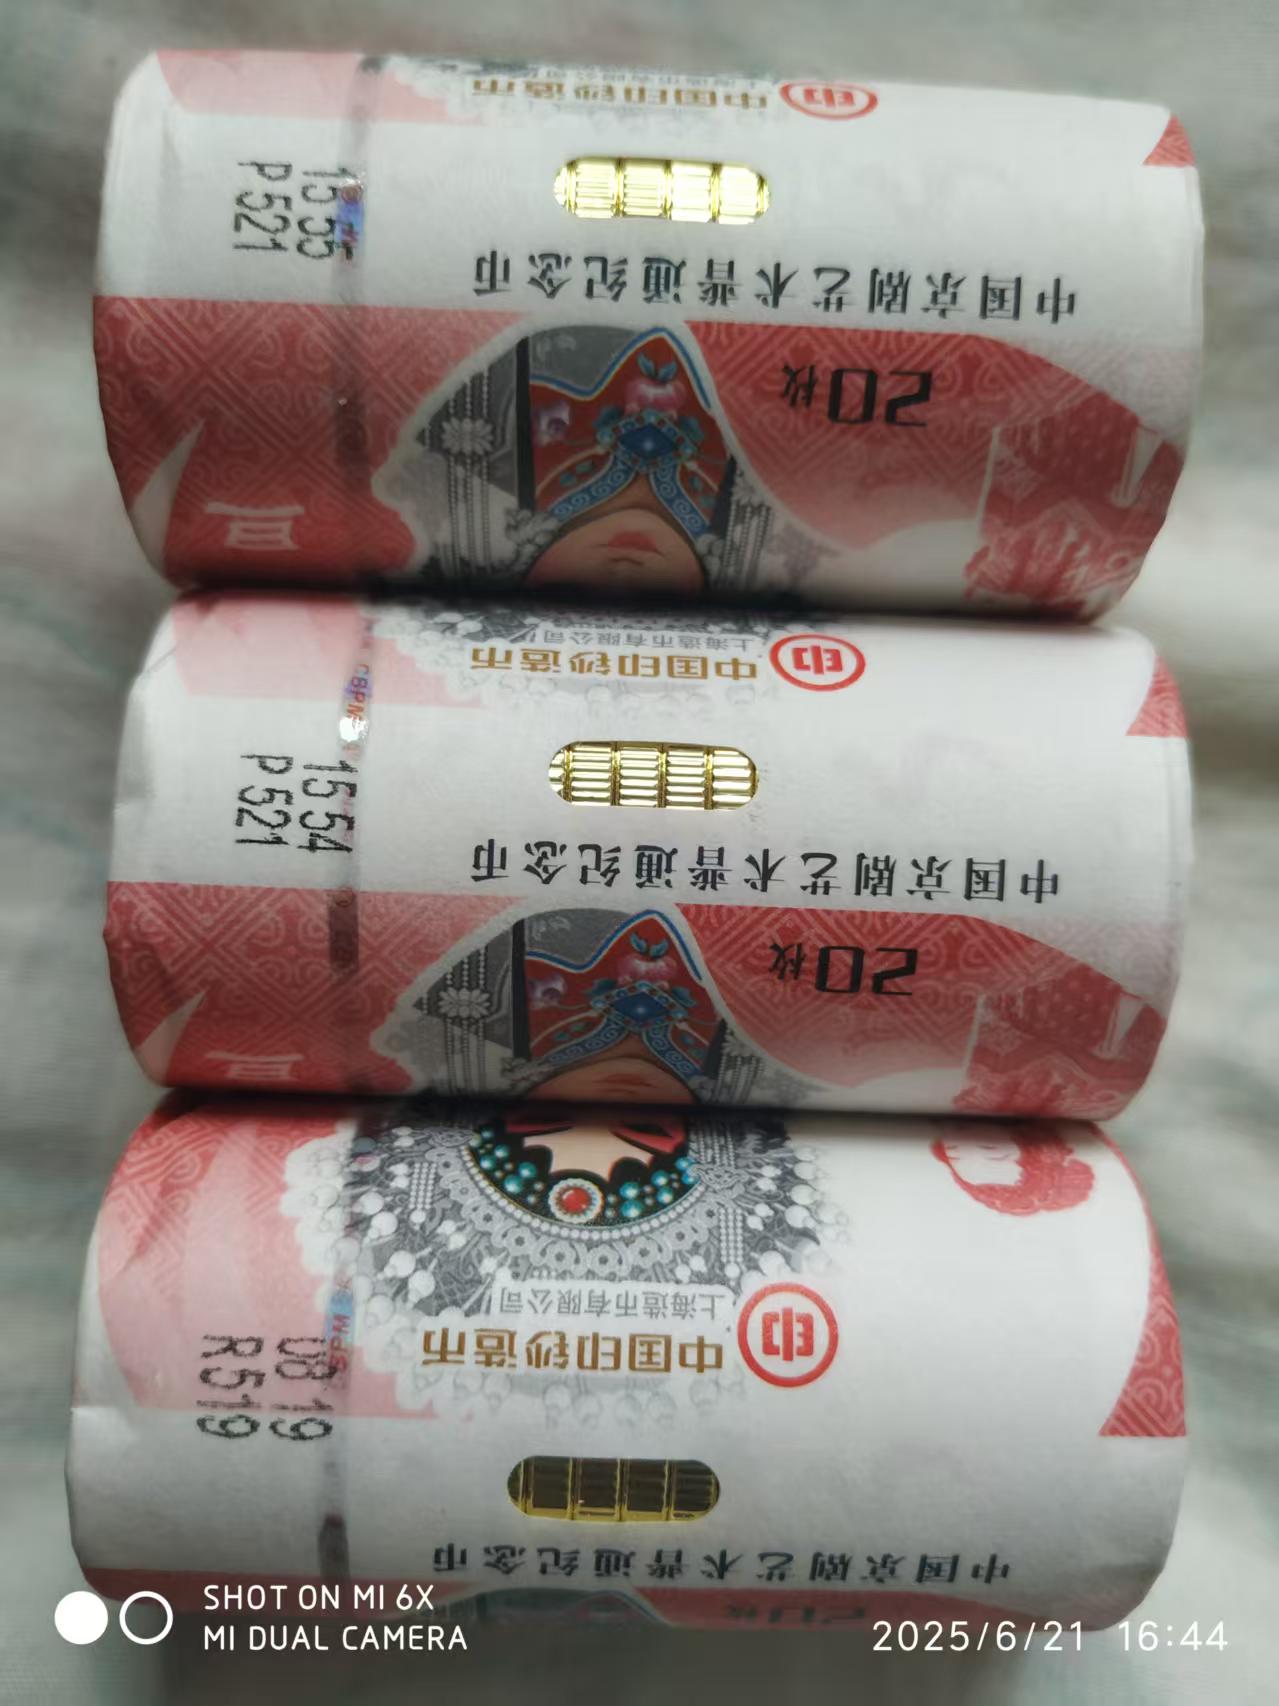 上海造币有限公司
中国印钞造币
15 55
P 521
中国京剧艺术普通纪念币
20枚
上海造币有限公司
中国印钞造币
CBPM
15 54
P 521
中国京剧艺术普通纪念币
20枚
上海造币有限公司
中国印钞造币
08 19
R 519
中国京剧艺术普通纪念币
SHOT ON MI 6X
MI DUAL CAMERA
2025/6/21 16:44